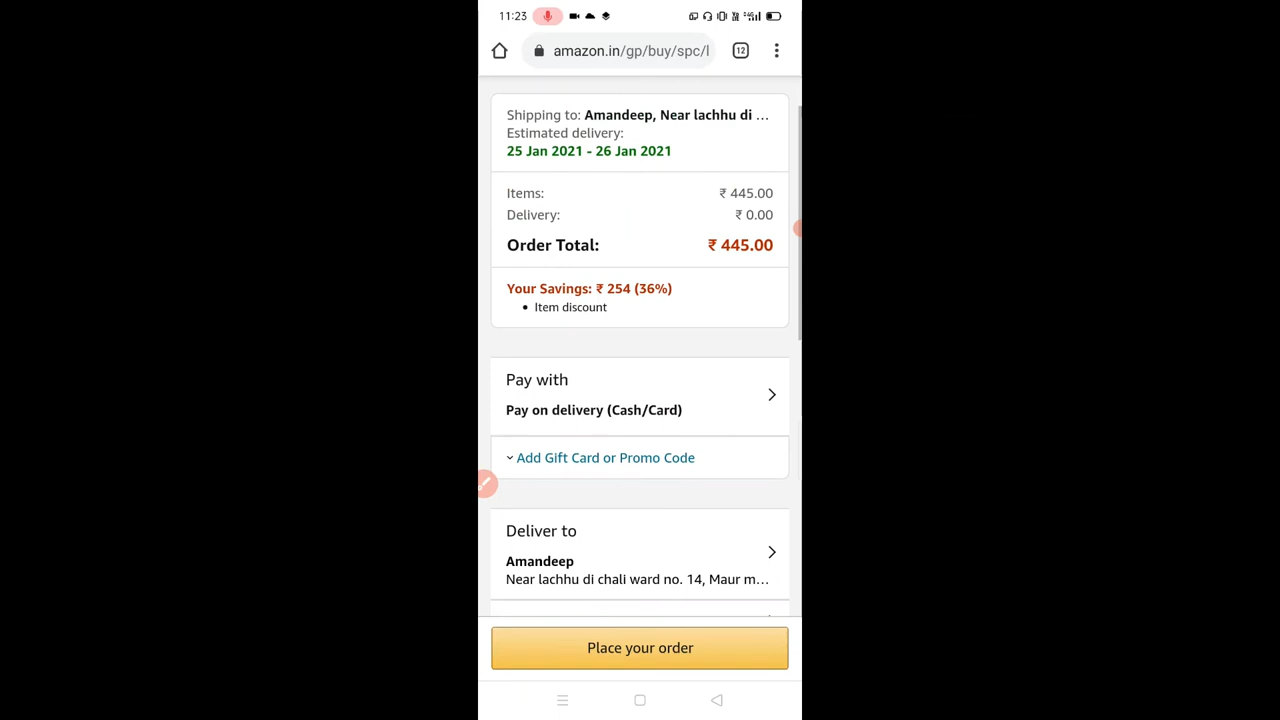 11:23
amazon.in/gp/buy/spc/l
12
Shipping to: Amandeep, Near lachhu di ...
Estimated delivery:
25 Jan 2021 - 26 Jan 2021
Items: ₹ 445.00
Delivery: ₹ 0.00
Order Total: ₹ 445.00
Your Savings: ₹ 254 (36%)
• Item discount
Pay with
Pay on delivery (Cash/Card)
Add Gift Card or Promo Code
Deliver to
Amandeep
Near lachhu di chali ward no. 14, Maur m...
Place your order